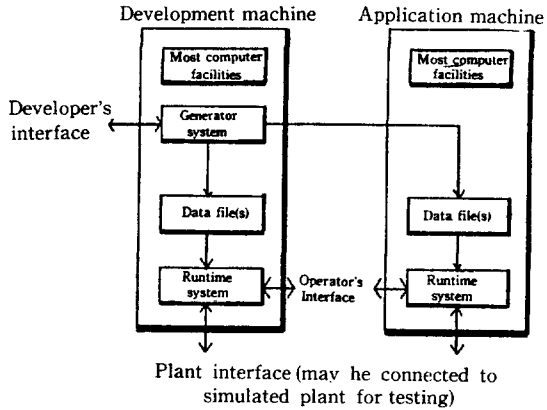 Development machine
Application machine
Most computer
facilities
Most computer
facilities
Developer's
interface
Generator
system
Data file(s)
Data file(s)
Runtime
system
Operator's
Interface
Runtime
system
Plant interface (may he connected to
simulated plant for testing)